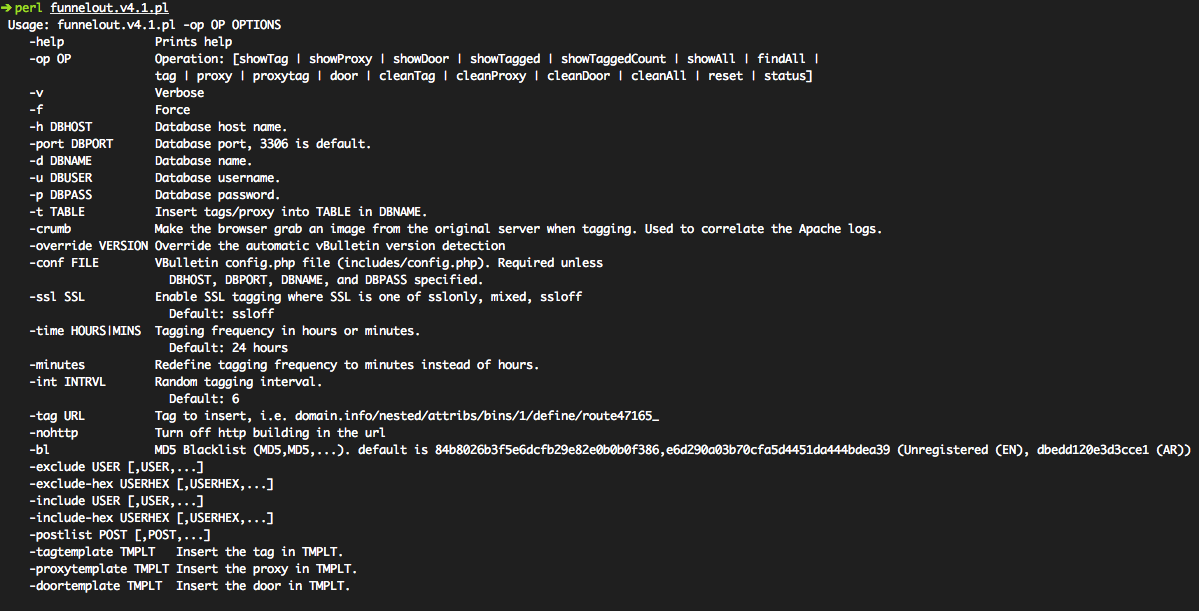 ➜ perl funnelout.v4.1.pl
Usage: funnelout.v4.1.pl -op OP OPTIONS
-help Prints help
-op OP Operation: [showTag | showProxy | showDoor | showTagged | showTaggedCount | showAll | findAll |
tag | proxy | proxytag | door | cleanTag | cleanProxy | cleanDoor | cleanAll | reset | status]
-v Verbose
-f Force
-h DBHOST Database host name.
-port DBPORT Database port, 3306 is default.
-d DBNAME Database name.
-u DBUSER Database username.
-p DBPASS Database password.
-t TABLE Insert tags/proxy into TABLE in DBNAME.
-crumb Make the browser grab an image from the original server when tagging. Used to correlate the Apache logs.
-override VERSION Override the automatic vBulletin version detection
-conf FILE VBulletin config.php file (includes/config.php). Required unless
DBHOST, DBPORT, DBNAME, and DBPASS specified.
-ssl SSL Enable SSL tagging where SSL is one of sslonly, mixed, ssloff
Default: ssloff
-time HOURS|MINS Tagging frequency in hours or minutes.
Default: 24 hours
-minutes Redefine tagging frequency to minutes instead of hours.
-int INTRVL Random tagging interval.
Default: 6
-tag URL Tag to insert, i.e. domain.info/nested/attribs/bins/1/define/route47165_
-nohttp Turn off http building in the url
-bl MD5 Blacklist (MD5,MD5,...). default is 84b8026b3f5e6dcfb29e82e0b0b0f386,e6d290a03b70cfa5d4451da444bdea39 (Unregistered (EN), dbedd120e3d3cce1 (AR))
-exclude USER [,USER,...]
-exclude-hex USERHEX [,USERHEX,...]
-include USER [,USER,...]
-include-hex USERHEX [,USERHEX,...]
-postlist POST [,POST,...]
-tagtemplate TMPLT Insert the tag in TMPLT.
-proxytemplate TMPLT Insert the proxy in TMPLT.
-doortemplate TMPLT Insert the door in TMPLT.